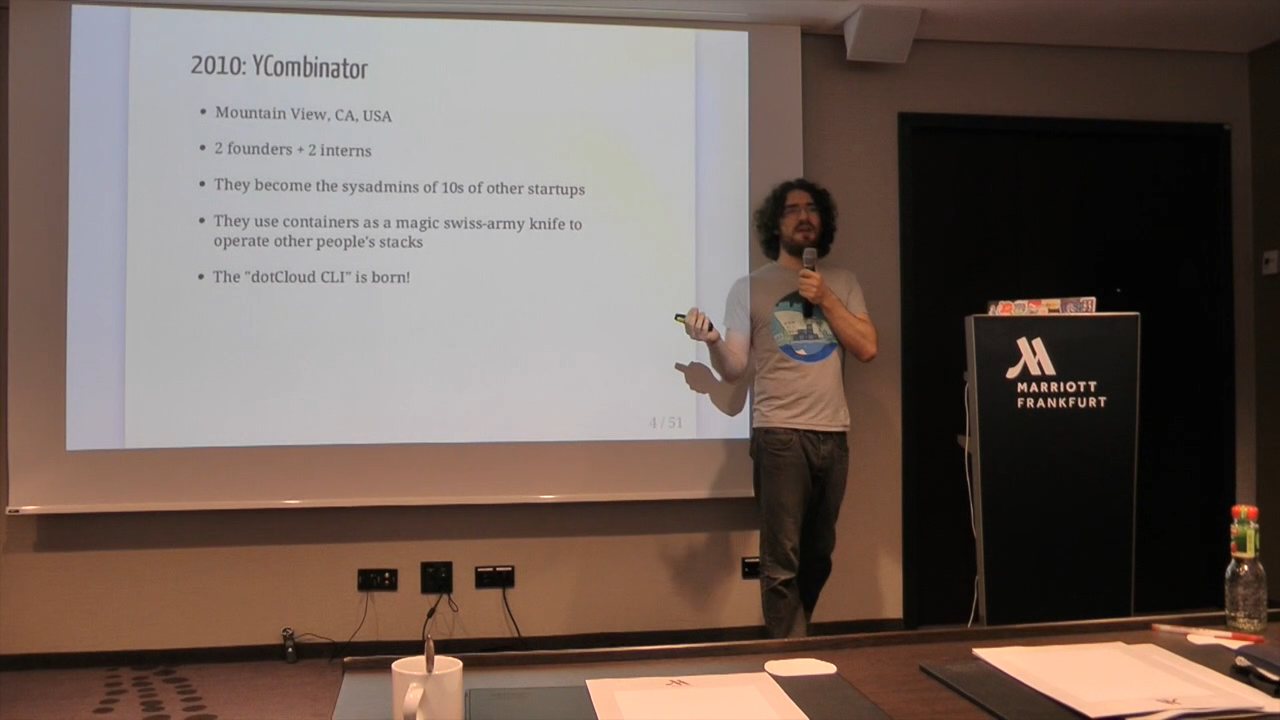 2010: YCombinator
• Mountain View, CA, USA
• 2 founders + 2 interns
• They become the sysadmins of 10s of other startups
• They use containers as a magic swiss-army knife to
operate other people's stacks
• The "dotCloud CLI" is born!
4 / 51
MARRIOTT
FRANKFURT